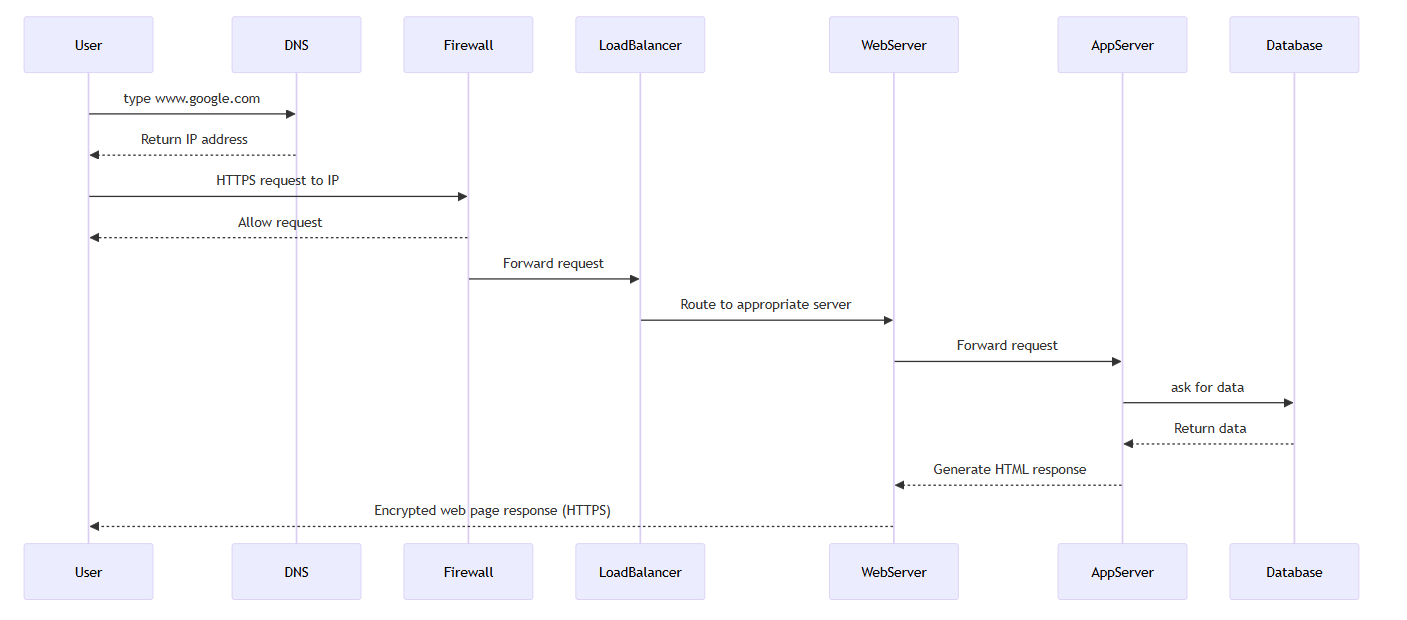 User
DNS
Firewall
LoadBalancer
WebServer
AppServer
Database
type www.google.com
Return IP address
HTTPS request to IP
Allow request
Forward request
Route to appropriate server
Forward request
ask for data
Return data
Generate HTML response
Encrypted web page response (HTTPS)
User
DNS
Firewall
LoadBalancer
WebServer
AppServer
Database